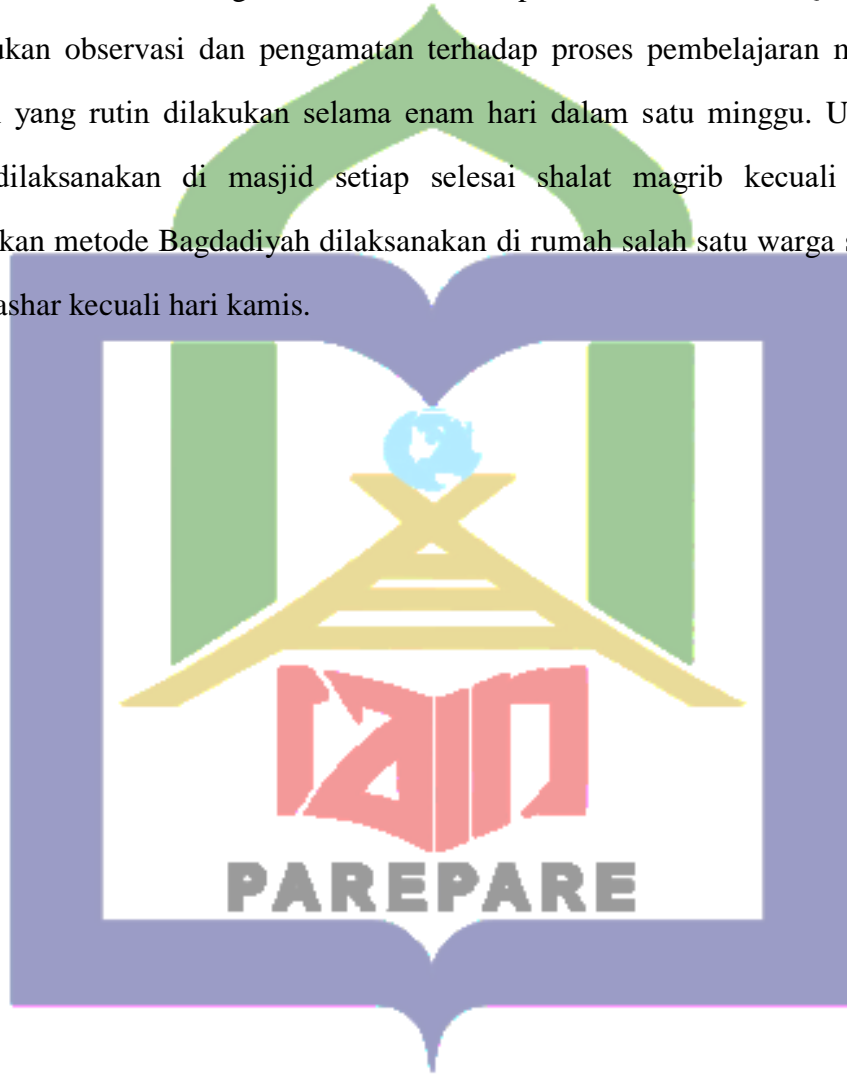 ukan observasi dan pengamatan terhadap proses pembelajaran m
yang rutin dilakukan selama enam hari dalam satu minggu. U
dilaksanakan di masjid setiap selesai shalat magrib kecuali
kan metode Bagdadiyah dilaksanakan di rumah salah satu warga s
ashar kecuali hari kamis.
iain
PAREPARE